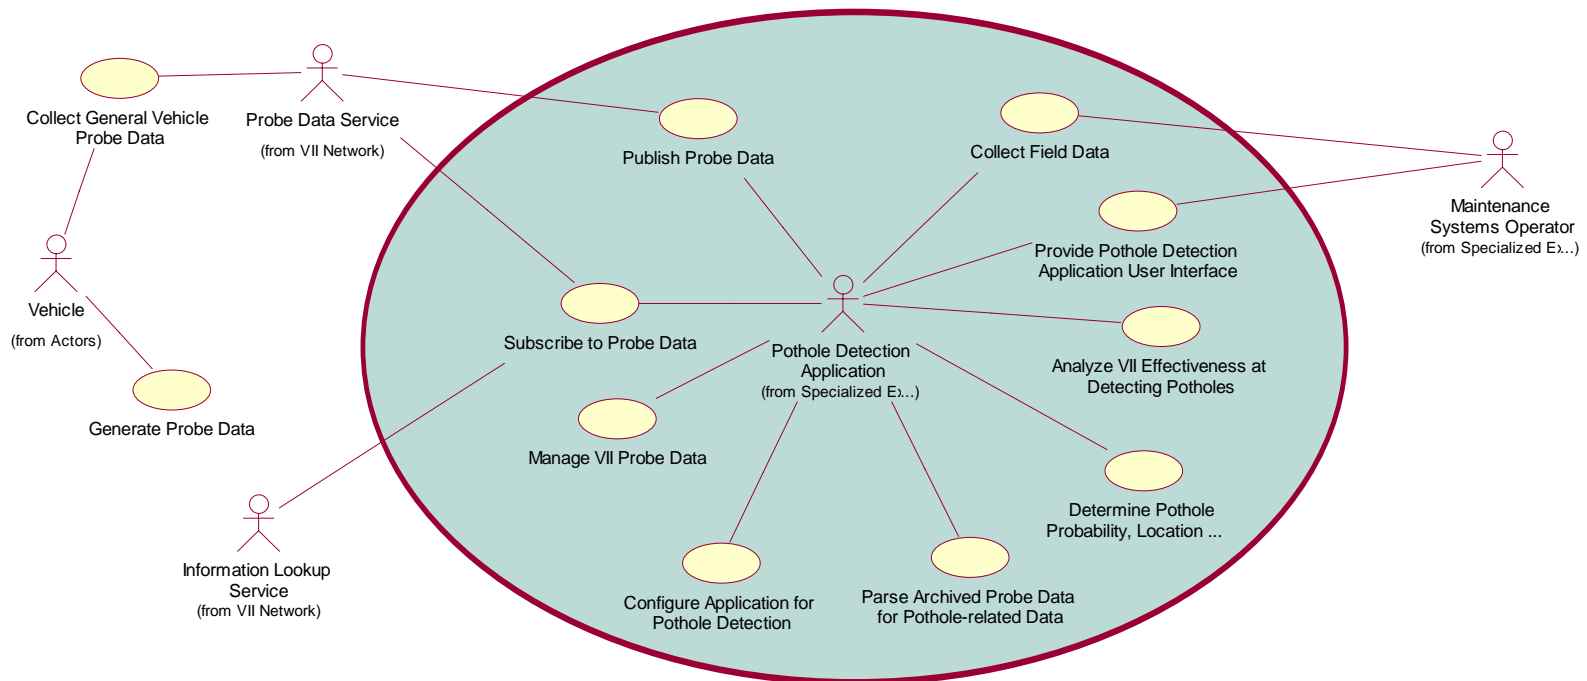 Collect General Vehicle
Probe Data
Probe Data Service
(from VII Network)
Publish Probe Data
Collect Field Data
Maintenance
Systems Operator
(from Specialized Ex...)
Provide Pothole Detection
Application User Interface
Vehicle
(from Actors)
Subscribe to Probe Data
Pothole Detection
Application
(from Specialized Ex...)
Analyze VII Effectiveness at
Detecting Potholes
Generate Probe Data
Manage VII Probe Data
Determine Pothole
Probability, Location ...
Information Lookup
Service
(from VII Network)
Configure Application for
Pothole Detection
Parse Archived Probe Data
for Pothole-related Data